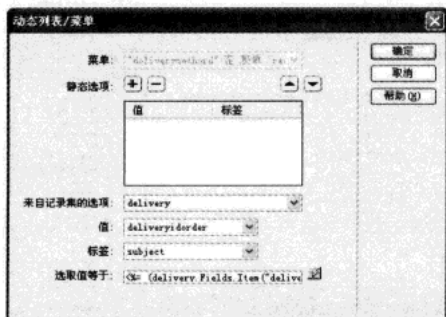 动态列表/菜单
菜单:
确定
静态选项:
取消
帮助(H)
值 标签
来自记录集的选项: delivery
值: deliveryidorder
标签: subject
选取值等于: <%= (delivery.Fields.Item("delive